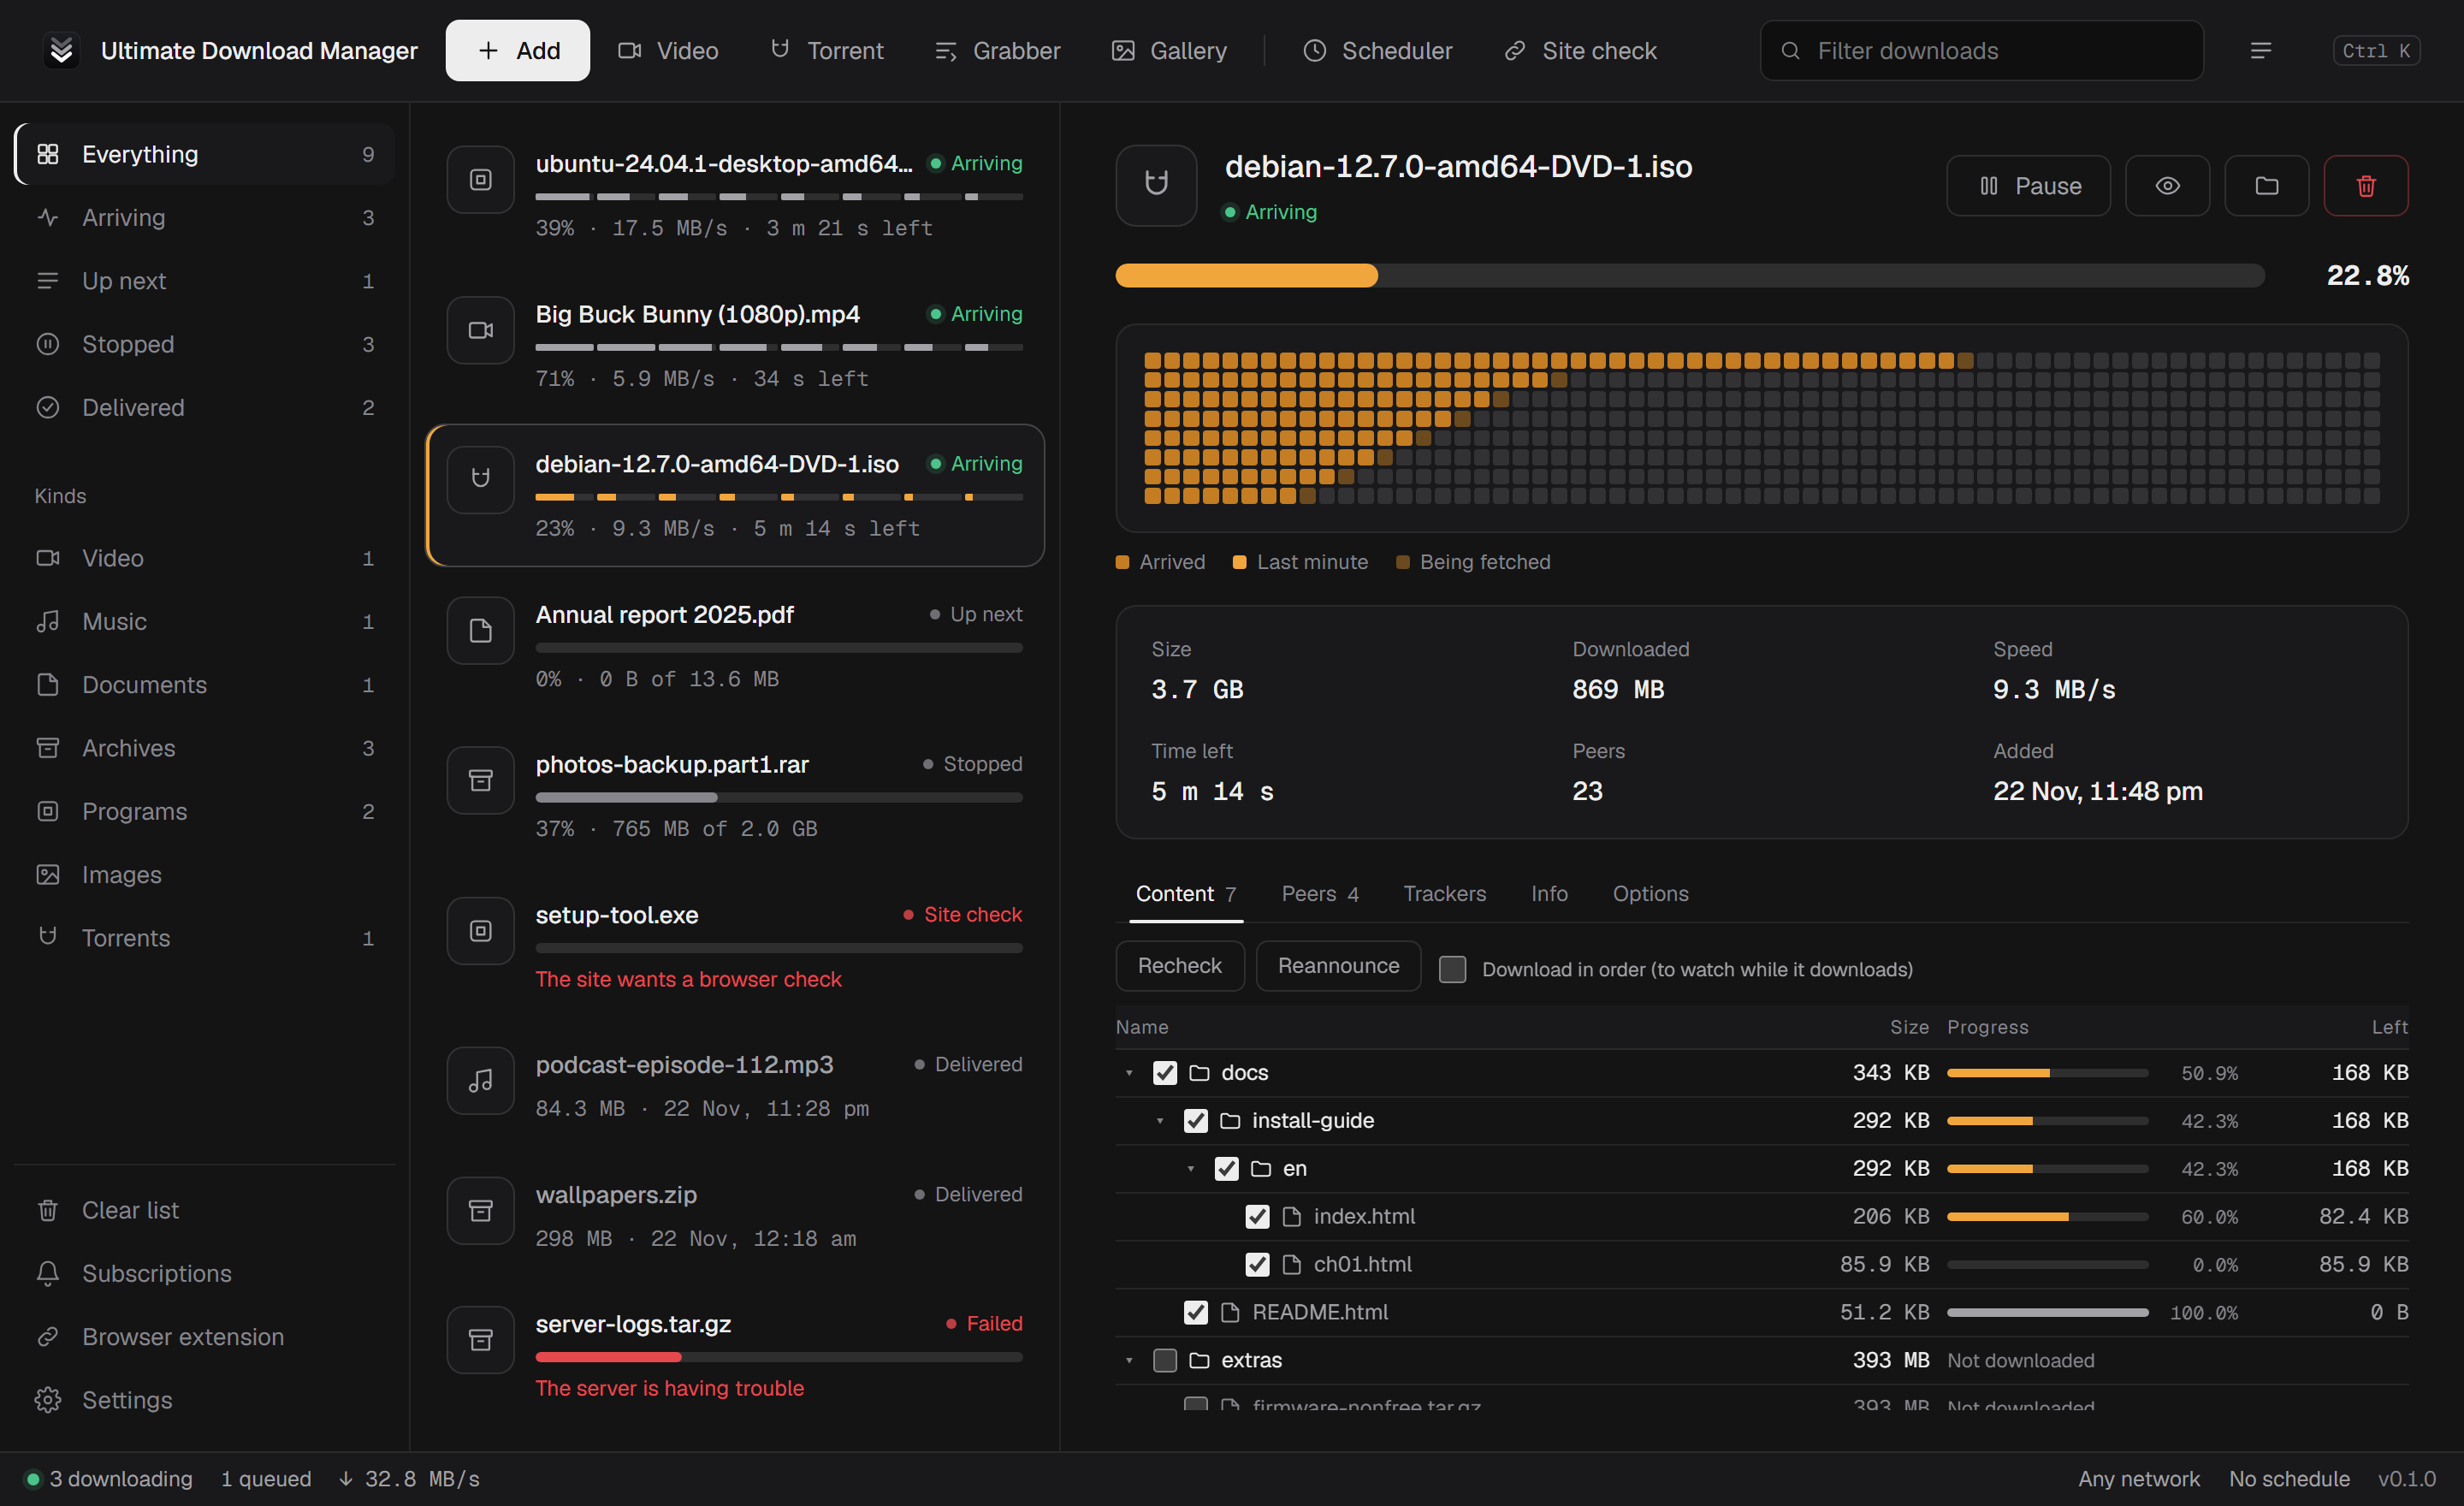 Ultimate Download Manager
Add
Video
Torrent
Grabber
Gallery
Scheduler
Site check
Filter downloads
Ctrl K
Everything 9
Arriving 3
Up next 1
Stopped 3
Delivered 2
Kinds
Video 1
Music 1
Documents 1
Archives 3
Programs 2
Images
Torrents 1
Clear list
Subscriptions
Browser extension
Settings
ubuntu-24.04.1-desktop-amd64... Arriving
39% · 17.5 MB/s · 3 m 21 s left
Big Buck Bunny (1080p).mp4 Arriving
71% · 5.9 MB/s · 34 s left
debian-12.7.0-amd64-DVD-1.iso Arriving
23% · 9.3 MB/s · 5 m 14 s left
Annual report 2025.pdf Up next
0% · 0 B of 13.6 MB
photos-backup.part1.rar Stopped
37% · 765 MB of 2.0 GB
setup-tool.exe Site check
The site wants a browser check
podcast-episode-112.mp3 Delivered
84.3 MB · 22 Nov, 11:28 pm
wallpapers.zip Delivered
298 MB · 22 Nov, 12:18 am
server-logs.tar.gz Failed
The server is having trouble
debian-12.7.0-amd64-DVD-1.iso
Arriving
Pause
22.8%
Arrived Last minute Being fetched
Size Downloaded Speed
3.7 GB 869 MB 9.3 MB/s
Time left Peers Added
5 m 14 s 23 22 Nov, 11:48 pm
Content 7 Peers 4 Trackers Info Options
Recheck Reannounce Download in order (to watch while it downloads)
Name Size Progress Left
docs 343 KB 50.9% 168 KB
install-guide 292 KB 42.3% 168 KB
en 292 KB 42.3% 168 KB
index.html 206 KB 60.0% 82.4 KB
ch01.html 85.9 KB 0.0% 85.9 KB
README.html 51.2 KB 100.0% 0 B
extras 393 MB Not downloaded
firmware-nonfree.tar.gz 393 MB Not downloaded
3 downloading 1 queued ↓ 32.8 MB/s
Any network No schedule v0.1.0